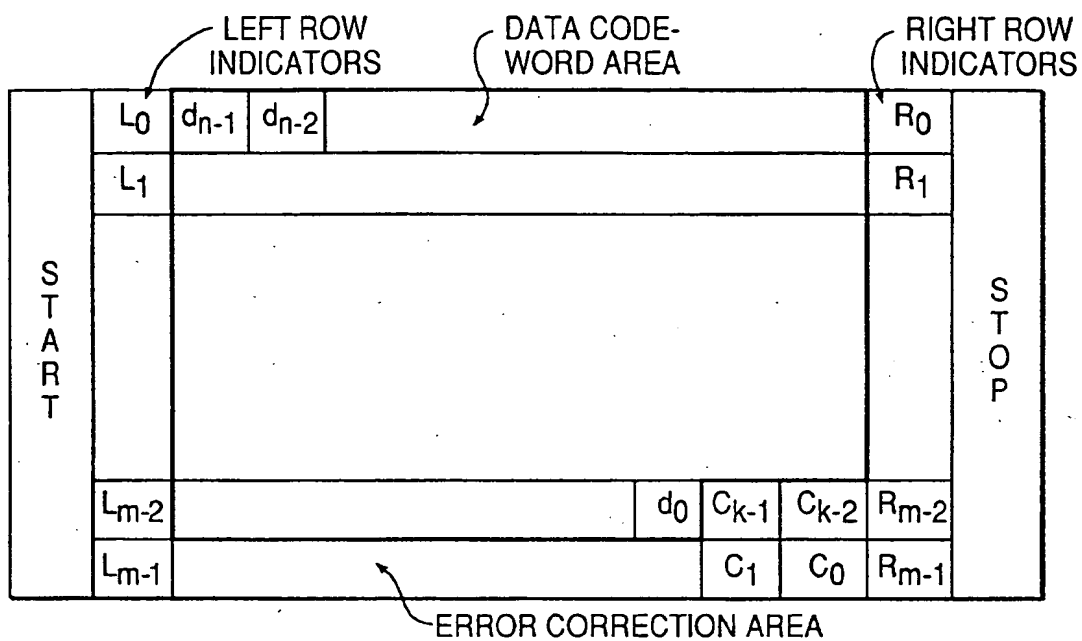 LEFT ROW
INDICATORS
DATA CODE-
WORD AREA
RIGHT ROW
INDICATORS
START
L0 dn-1 dn-2 R0
L1 R1
STOP
Lm-2 d0 Ck-1 Ck-2 Rm-2
Lm-1 C1 C0 Rm-1
ERROR CORRECTION AREA